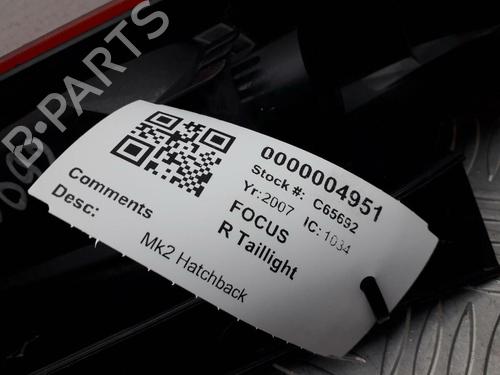 B-PARTS
0000004951
Stock #: C65692
Yr: 2007 IC: 1034
FOCUS
R Taillight
Comments
Desc:
Mk2 Hatchback